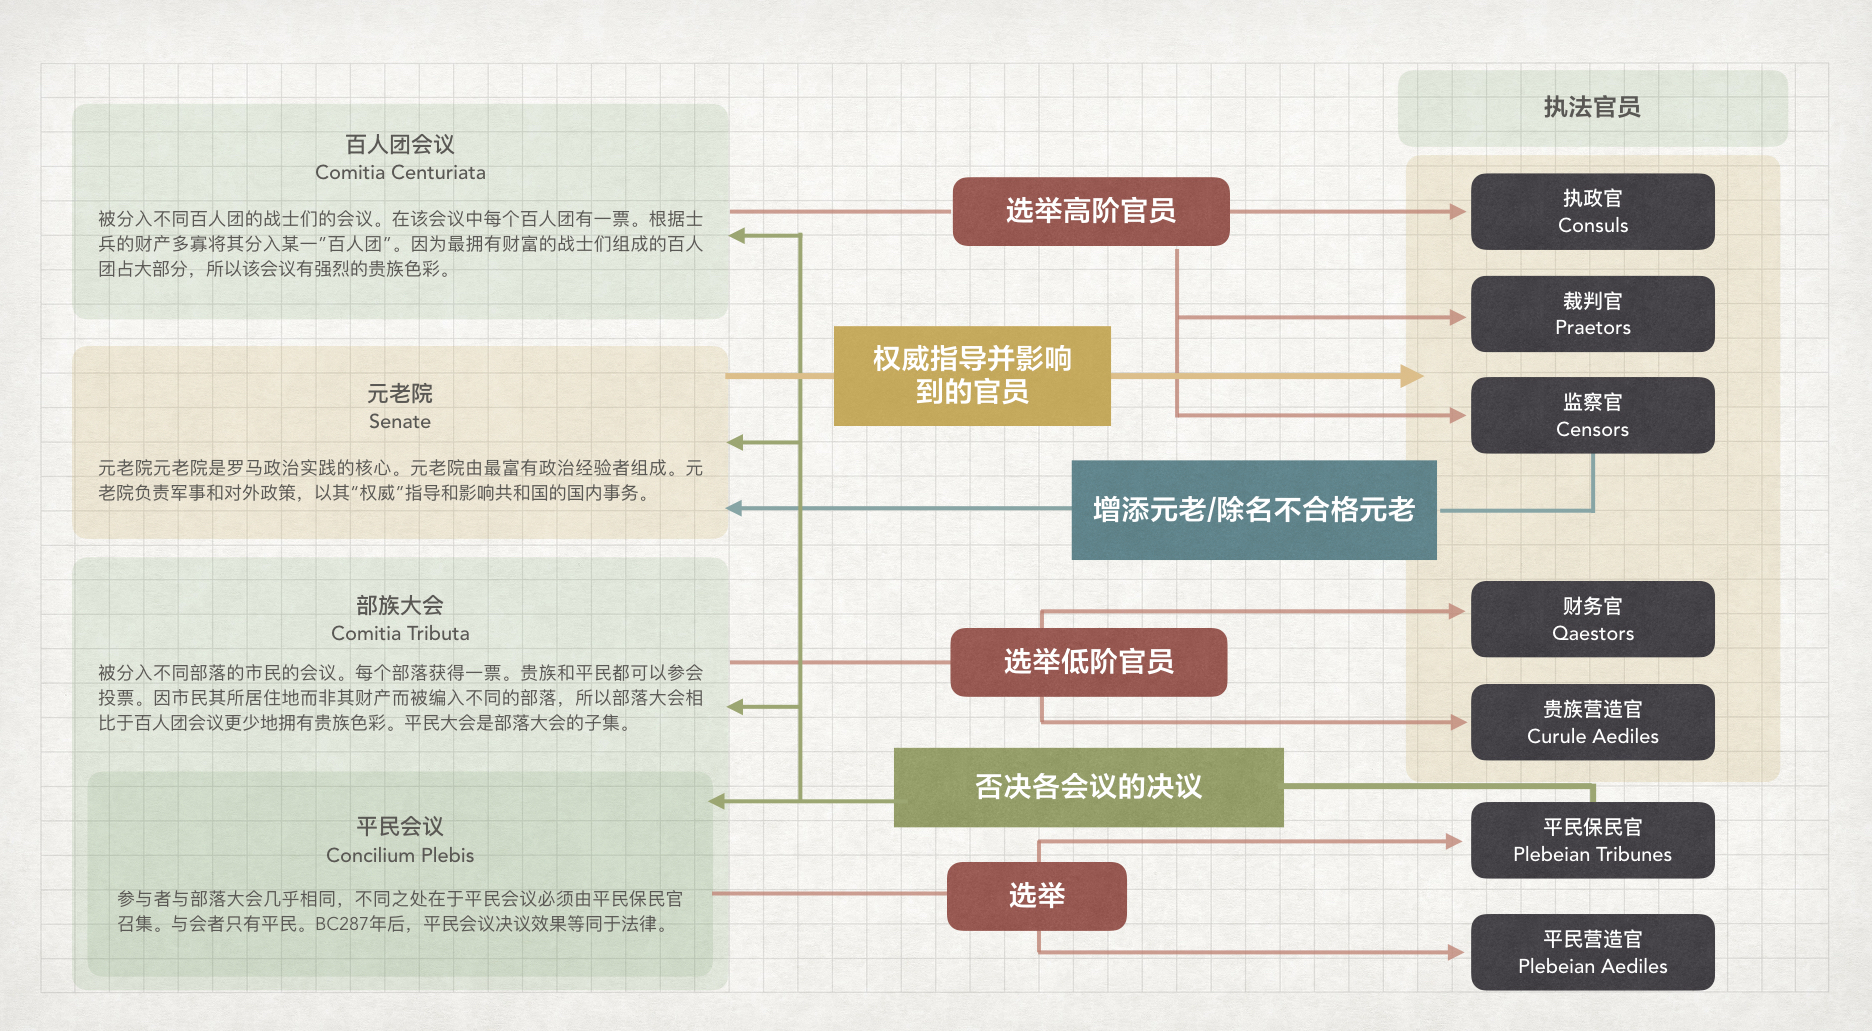 百人团会议
Comitia Centuriata
被分入不同百人团的战士们的会议。在该会议中每个百人团有一票。根据士
兵的财产多寡将其分入某一“百人团”。因为最拥有财富的战士们组成的百人
团占大部分，所以该会议有强烈的贵族色彩。
元老院
Senate
元老院元老院是罗马政治实践的核心。元老院由最富有政治经验者组成。元
老院负责军事和对外政策，以其“权威”指导和影响共和国的国内事务。
部族大会
Comitia Tributa
被分入不同部落的市民的会议。每个部落获得一票。贵族和平民都可以参会
投票。因市民其所居住地而非其财产而被编入不同的部落，所以部落大会相
比于百人团会议更少地拥有贵族色彩。平民大会是部落大会的子集。
平民会议
Concilium Plebis
参与者与部落大会几乎相同，不同之处在于平民会议必须由平民保民官
召集。与会者只有平民。BC287年后，平民会议决议效果等同于法律。
选举高阶官员
权威指导并影响
到的官员
增添元老/除名不合格元老
选举低阶官员
否决各会议的决议
选举
执法官员
执政官
Consuls
裁判官
Praetors
监察官
Censors
财务官
Qaestors
贵族营造官
Curule Aediles
平民保民官
Plebeian Tribunes
平民营造官
Plebeian Aediles